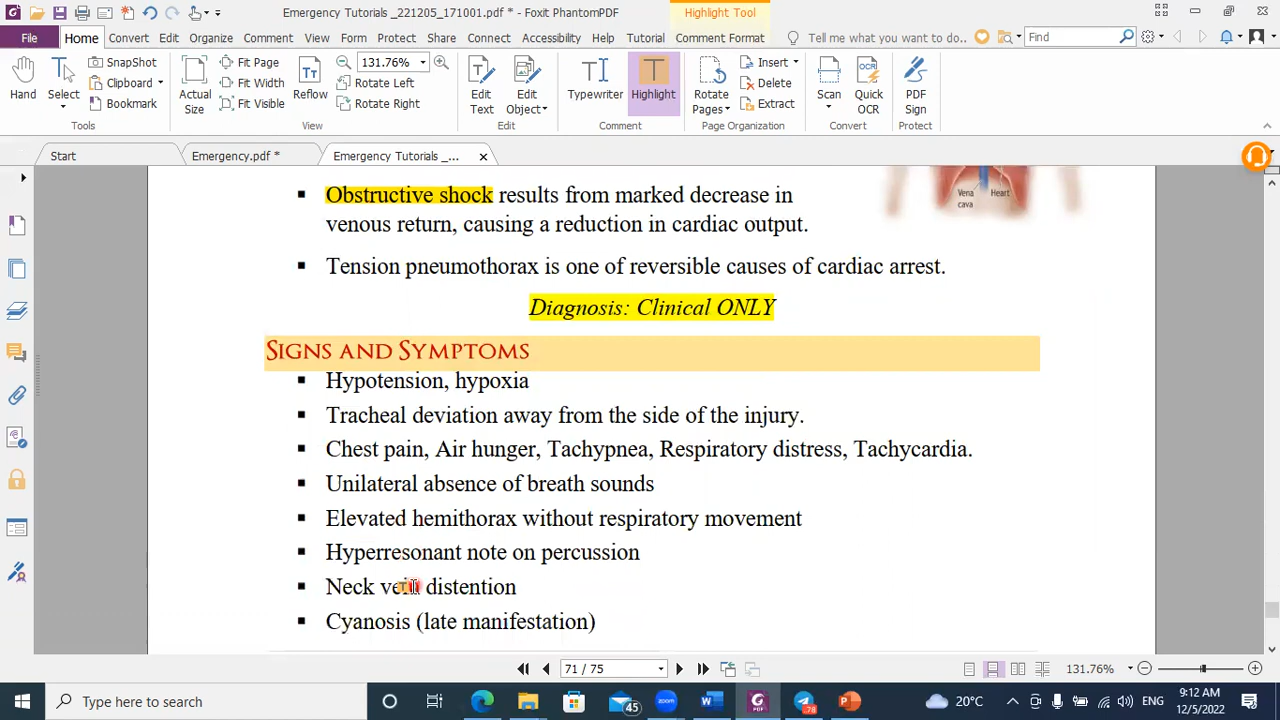 Emergency Tutorials _221205_171001.pdf * - Foxit PhantomPDF
Highlight Tool
File Home Convert Edit Organize Comment View Form Protect Share Connect Accessibility Help Tutorial Comment Format Tell me what you want to do... Find
Hand
Select
SnapShot
Clipboard
Bookmark
Tools
Actual Size
Fit Page
Fit Width
Fit Visible
Reflow
131.76%
Rotate Left
Rotate Right
View
Edit Text
Edit Object
Edit
Typewriter
Highlight
Comment
Rotate Pages
Insert
Delete
Extract
Page Organization
Scan
Quick OCR
Convert
PDF Sign
Protect
Start
Emergency.pdf *
Emergency Tutorials _...
Vena cava
Heart
▪ Obstructive shock results from marked decrease in
venous return, causing a reduction in cardiac output.
▪ Tension pneumothorax is one of reversible causes of cardiac arrest.
Diagnosis: Clinical ONLY
SIGNS AND SYMPTOMS
▪ Hypotension, hypoxia
▪ Tracheal deviation away from the side of the injury.
▪ Chest pain, Air hunger, Tachypnea, Respiratory distress, Tachycardia.
▪ Unilateral absence of breath sounds
▪ Elevated hemithorax without respiratory movement
▪ Hyperresonant note on percussion
▪ Neck vein distention
▪ Cyanosis (late manifestation)
71 / 75
131.76%
Type here to search
45
zoom
78
20°C
ENG
9:12 AM
12/5/2022